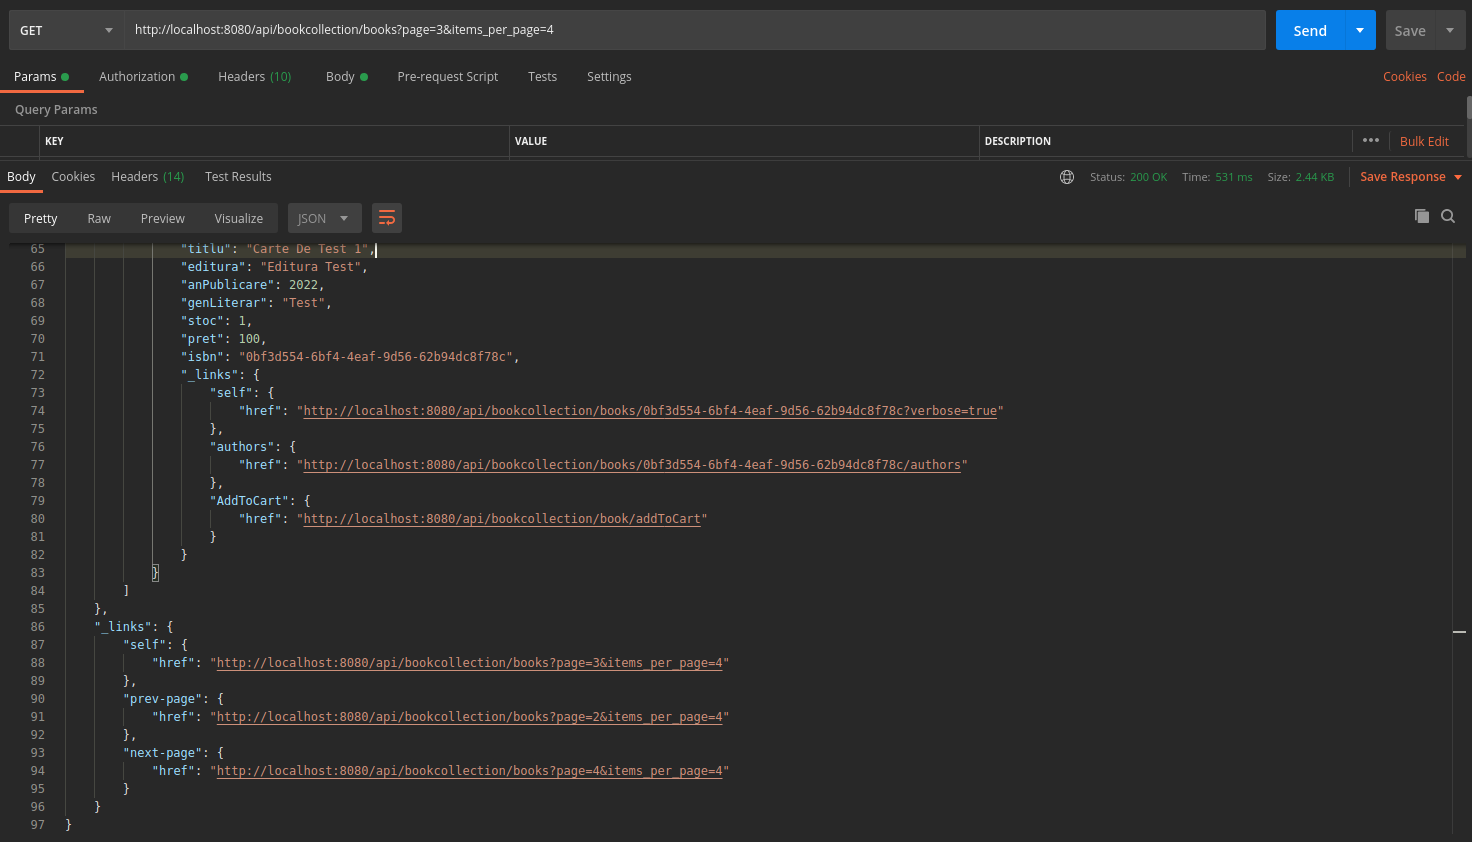 GET http://localhost:8080/api/bookcollection/books?page=3&items_per_page=4 Send Save
Params Authorization Headers (10) Body Pre-request Script Tests Settings Cookies Code
Query Params
KEY VALUE DESCRIPTION ••• Bulk Edit
Body Cookies Headers (14) Test Results Status: 200 OK Time: 531 ms Size: 2.44 KB Save Response
Pretty Raw Preview Visualize JSON
65 "titlu": "Carte De Test 1",
66 "editura": "Editura Test",
67 "anPublicare": 2022,
68 "genLiterar": "Test",
69 "stoc": 1,
70 "pret": 100,
71 "isbn": "0bf3d554-6bf4-4eaf-9d56-62b94dc8f78c",
72 "_links": {
73 "self": {
74 "href": "http://localhost:8080/api/bookcollection/books/0bf3d554-6bf4-4eaf-9d56-62b94dc8f78c?verbose=true"
75 },
76 "authors": {
77 "href": "http://localhost:8080/api/bookcollection/books/0bf3d554-6bf4-4eaf-9d56-62b94dc8f78c/authors"
78 },
79 "AddToCart": {
80 "href": "http://localhost:8080/api/bookcollection/book/addToCart"
81 }
82 }
83 }
84 ]
85 },
86 "_links": {
87 "self": {
88 "href": "http://localhost:8080/api/bookcollection/books?page=3&items_per_page=4"
89 },
90 "prev-page": {
91 "href": "http://localhost:8080/api/bookcollection/books?page=2&items_per_page=4"
92 },
93 "next-page": {
94 "href": "http://localhost:8080/api/bookcollection/books?page=4&items_per_page=4"
95 }
96 }
97 }